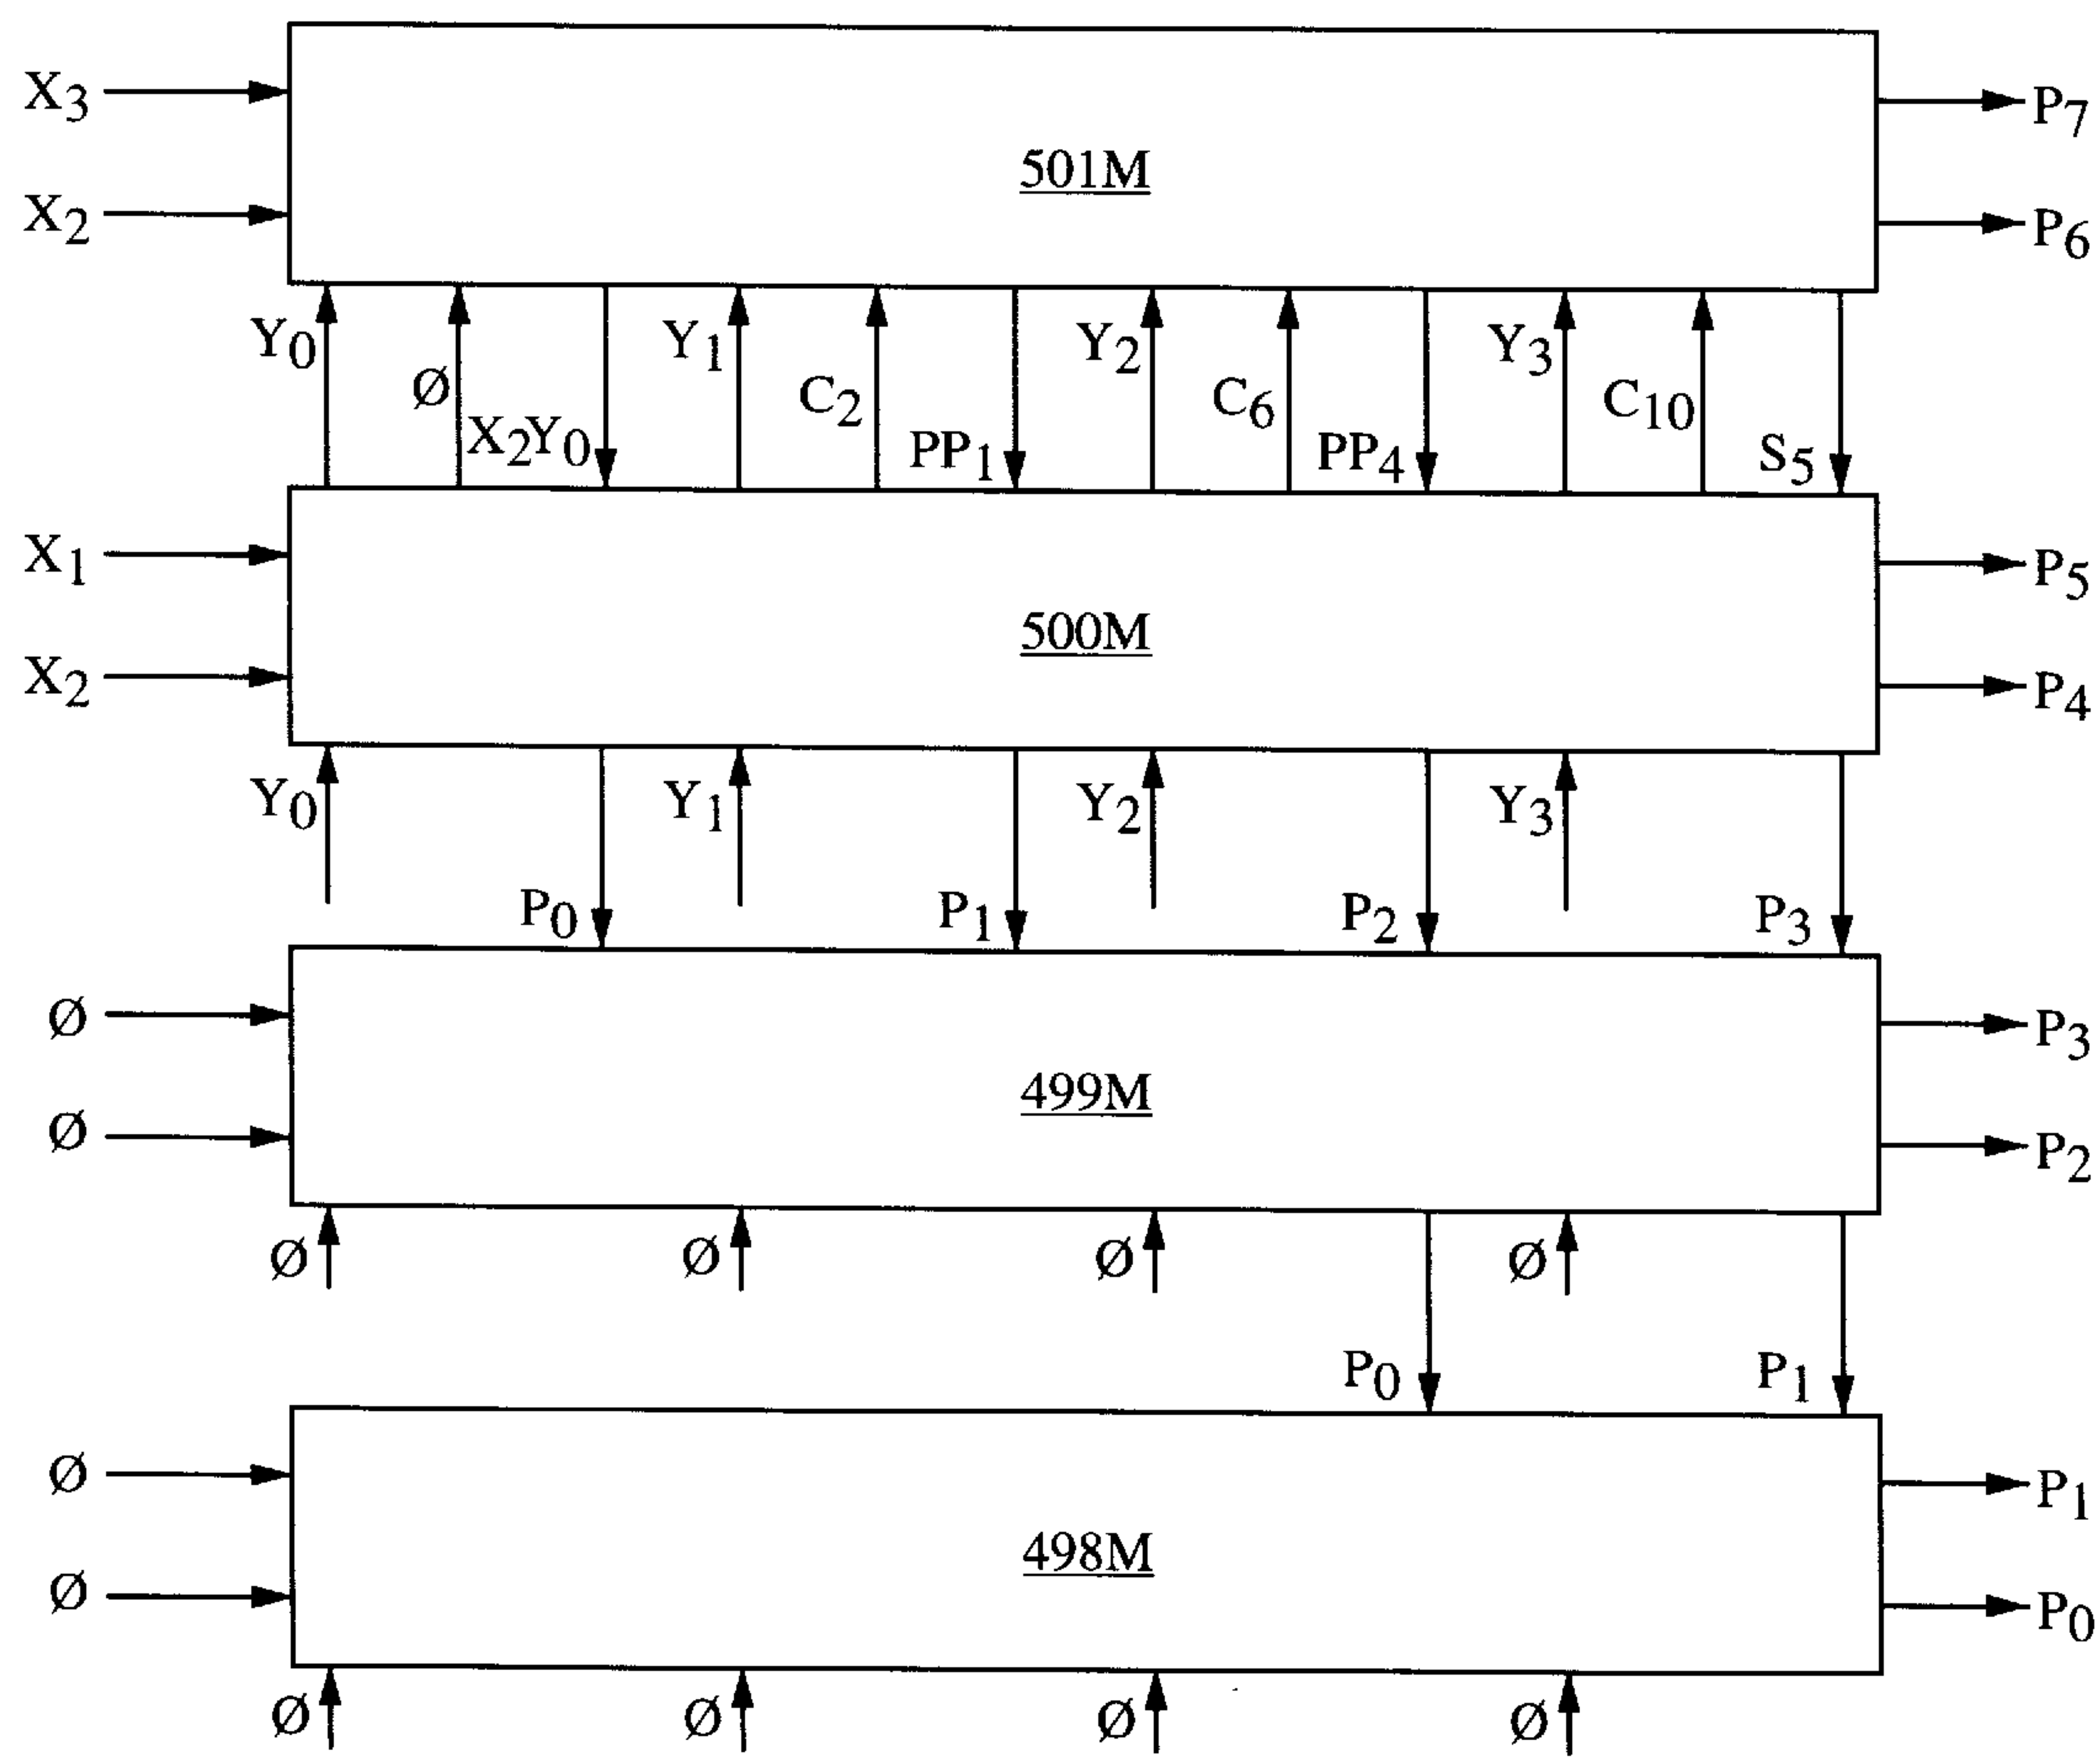 X3
P7
501M
X2
P6
Y0
Ø
X2Y0
Y1
C2
PP1
Y2
C6
PP4
Y3
C10
S5
X1
P5
500M
X2
P4
Y0
P0
Y1
P1
Y2
P2
Y3
P3
Ø
P3
499M
Ø
P2
Ø
Ø
Ø
P0
Ø
P1
Ø
P1
498M
Ø
P0
Ø
Ø
Ø
Ø